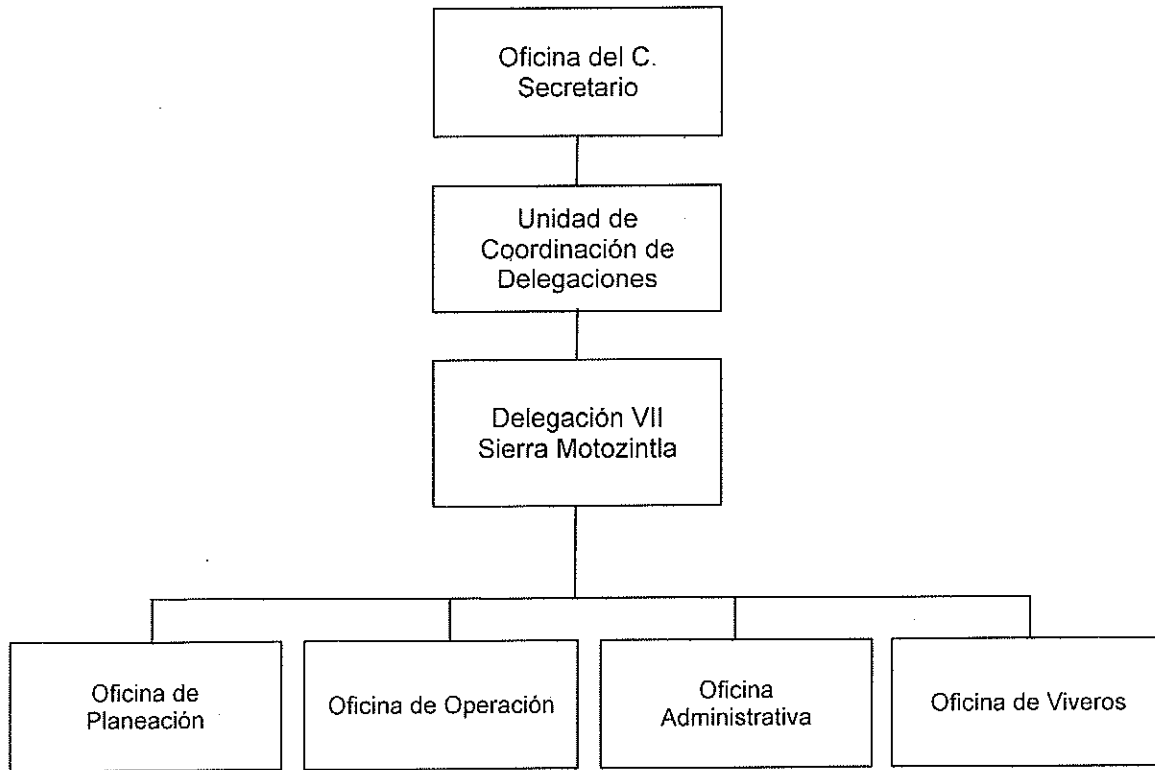 Oficina del C.
Secretario
Unidad de
Coordinación de
Delegaciones
Delegación VII
Sierra Motozintla
Oficina de
Planeación
Oficina de Operación
Oficina
Administrativa
Oficina de Viveros